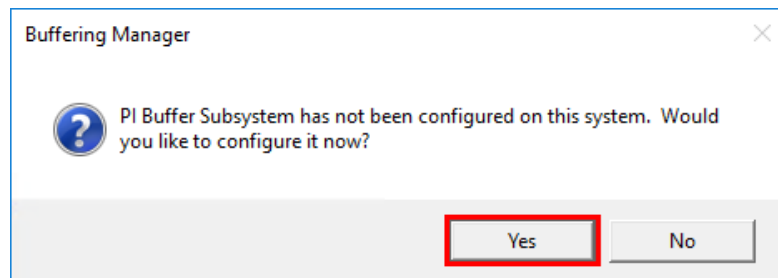 Buffering Manager
PI Buffer Subsystem has not been configured on this system.  Would
you like to configure it now?
Yes
No